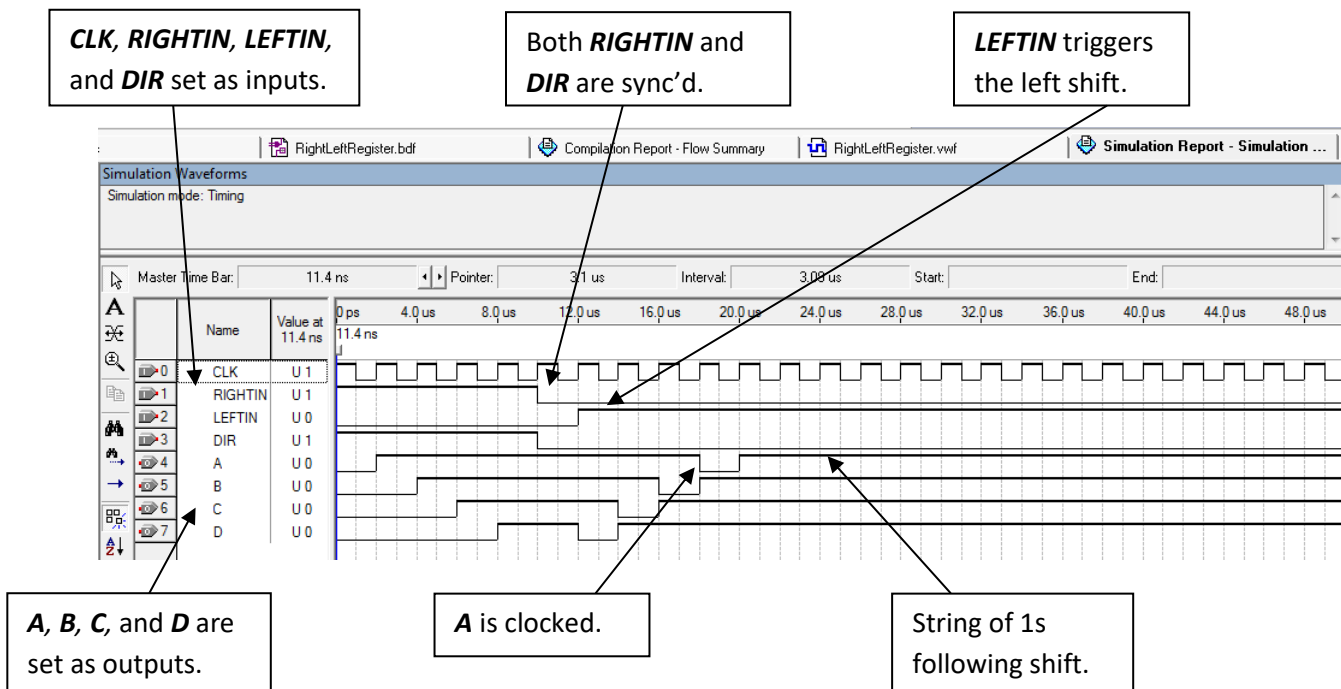 CLK, RIGHTIN, LEFTIN,
and DIR set as inputs.
Both RIGHTIN and
DIR are sync’d.
LEFTIN triggers
the left shift.
RightLeftRegister.bdf
Compilation Report - Flow Summary
RightLeftRegister.vwf
Simulation Report - Simulation ...
Simulation Waveforms
Simulation mode: Timing
Master Time Bar: 11.4 ns Pointer: 3.1 us Interval: 3.09 us Start: End:
Name
Value at
11.4 ns
0 ps 4.0 us 8.0 us 12.0 us 16.0 us 20.0 us 24.0 us 28.0 us 32.0 us 36.0 us 40.0 us 44.0 us 48.0 us
11.4 ns
0 CLK U 1
1 RIGHTIN U 1
2 LEFTIN U 0
3 DIR U 1
4 A U 0
5 B U 0
6 C U 0
7 D U 0
A, B, C, and D are
set as outputs.
A is clocked.
String of 1s
following shift.